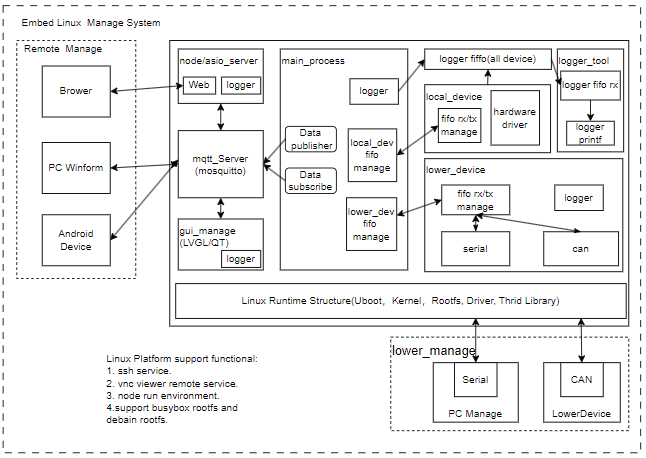 Embed Linux Manage System
Remote Manage
Brower
PC Winform
Android
Device
node/asio_server
Web
logger
mqtt_Server
(mosquitto)
gui_manage
(LVGL/QT)
logger
main_process
logger
Data
publisher
Data
subscribe
local_dev
fifo
manage
lower_dev
fifo
manage
logger fiffo(all device)
local_device
fifo rx/tx
manage
hardware
driver
logger_tool
logger fifo rx
logger
printf
lower_device
fifo rx/tx
manage
logger
serial
can
Linux Runtime Structure(Uboot, Kernel, Rootfs, Driver, Thrid Library)
lower_manage
Serial
PC Manage
CAN
LowerDevice
Linux Platform support functional:
1. ssh service.
2. vnc viewer remote service.
3. node run environment.
4.support busybox rootfs and
debain rootfs.